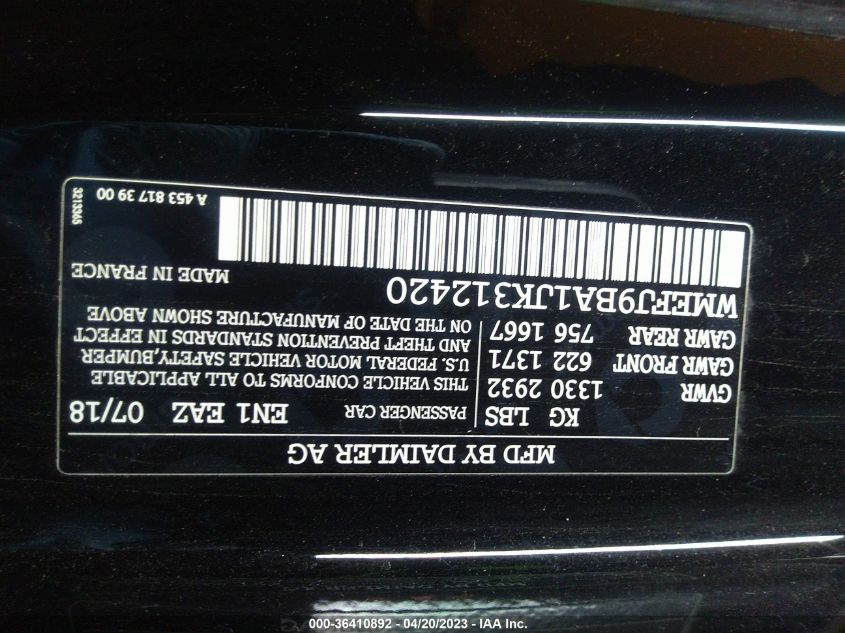 MFD BY DAIMLER AG
KG LBS
GVWR 1330 2932
GAWR FRONT 622 1371
GAWR REAR 756 1667
PASSENGER CAR EN1 EAZ 07/18
THIS VEHICLE CONFORMS TO ALL APPLICABLE
U.S. FEDERAL MOTOR VEHICLE SAFETY, BUMPER,
AND THEFT PREVENTION STANDARDS IN EFFECT
ON THE DATE OF MANUFACTURE SHOWN ABOVE
WMEFJ9BA1JK312420
MADE IN FRANCE
A 453 817 39 00
3213365
000-36410892 - 04/20/2023 - IAA Inc.